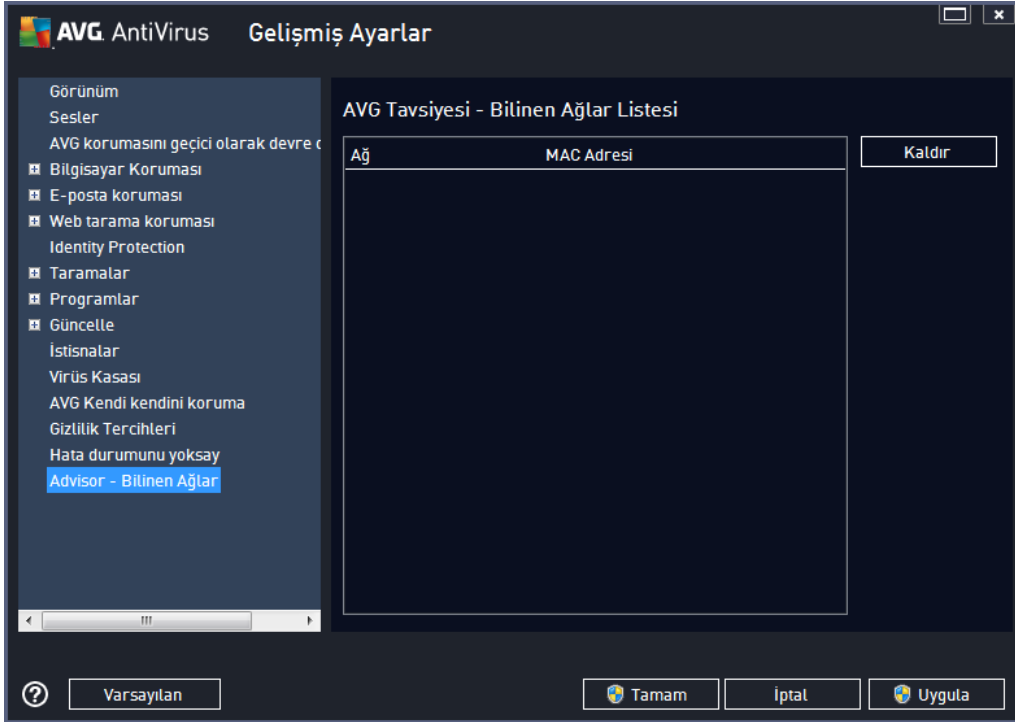 AVG. AntiVirus Gelişmiş Ayarlar
Görünüm
Sesler
AVG korumasını geçici olarak devre
Bilgisayar Koruması
E-posta koruması
Web tarama koruması
Identity Protection
Taramalar
Programlar
Güncelle
İstisnalar
Virüs Kasası
AVG Kendi kendini koruma
Gizlilik Tercihleri
Hata durumunu yoksay
Advisor - Bilinen Ağlar
AVG Tavsiyesi - Bilinen Ağlar Listesi
Ağ MAC Adresi
Kaldır
Varsayılan
Tamam
İptal
Uygula